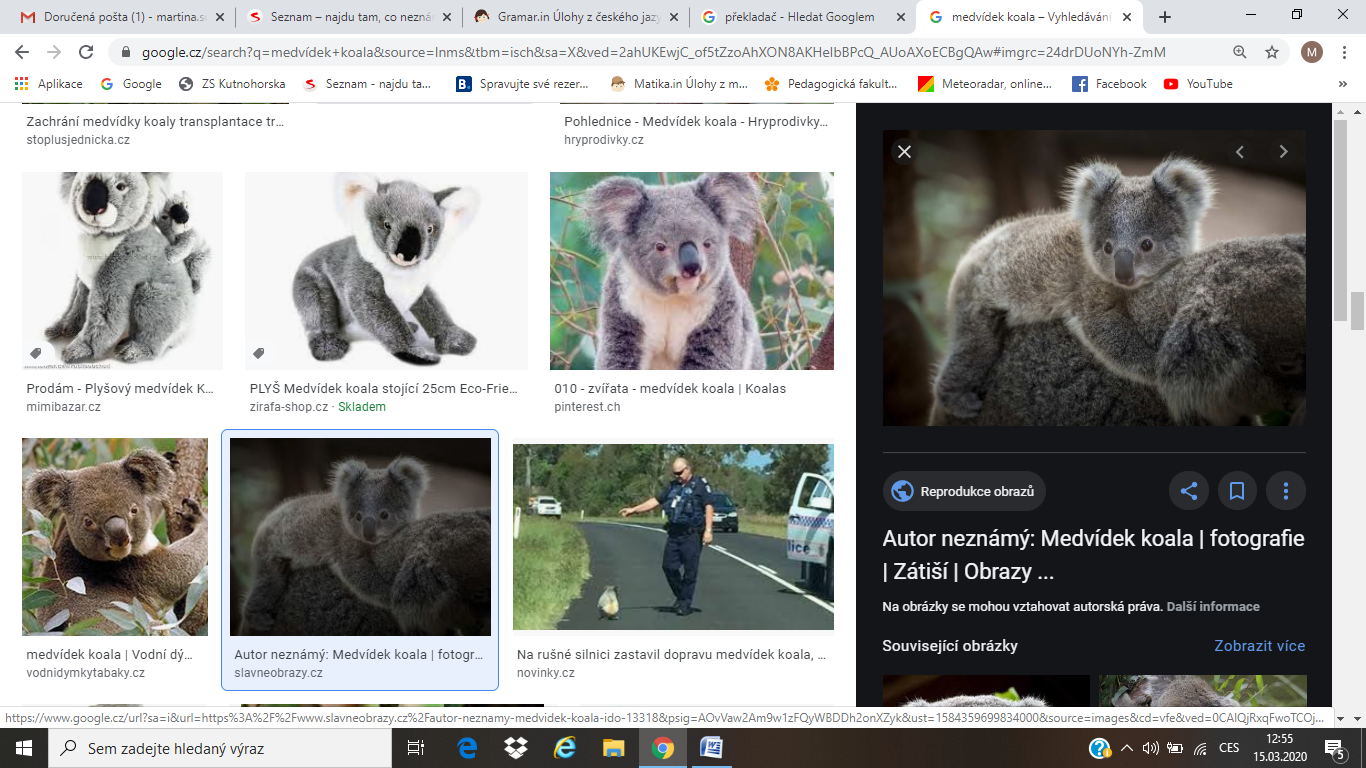 Doručená pošta (1) - martina.s
Seznam – najdu tam, co nezná
Gramar.in Úlohy z českého jazy
překladač - Hledat Googlem
medvídek koala – Vyhledávání
google.cz/search?q=medvídek+koala&source=lnms&tbm=isch&sa=X&ved=2ahUKEwjC_of5tZzoAhXON8AKHeIbBPcQ_AUoAXoECBgQAw#imgrc=24drDUoNYh-ZmM
M
Aplikace
Google
ZS Kutnohorska
Seznam - najdu ta...
Spravujte své rezer...
Matika.in Úlohy z m...
Pedagogická fakult...
Meteoradar, online...
Facebook
YouTube
»
Zachrání medvídky koaly transplantace tr...
stoplusjednicka.cz
Pohlednice - Medvídek koala - Hryprodivky...
hryprodivky.cz
Prodám - Plyšový medvídek K...
mimibazar.cz
PLYŠ Medvídek koala stojící 25cm Eco-Frie...
zirafa-shop.cz · Skladem
010 - zvířata - medvídek koala | Koalas
pinterest.ch
medvídek koala | Vodní dý...
vodnidymkytabaky.cz
Autor neznámý: Medvídek koala | fotogr...
slavneobrazy.cz
Na rušné silnici zastavil dopravu medvídek koala, ...
novinky.cz
Reprodukce obrazů
Autor neznámý: Medvídek koala | fotografie
| Zátiší | Obrazy ...
Na obrázky se mohou vztahovat autorská práva. Další informace
Související obrázky
Zobrazit více
https://www.google.cz/url?sa=i&url=https%3A%2F%2Fwww.slavneobrazy.cz%2Fautor-neznamy-medvidek-koala-ido-13318&psig=AOvVaw2Am9w1zFQyWBDDh2onXZyk&ust=1584359699834000&source=images&cd=vfe&ved=0CAIQjRxqFwoTCOj...
Sem zadejte hledaný výraz
CES
12:55
15.03.2020
5